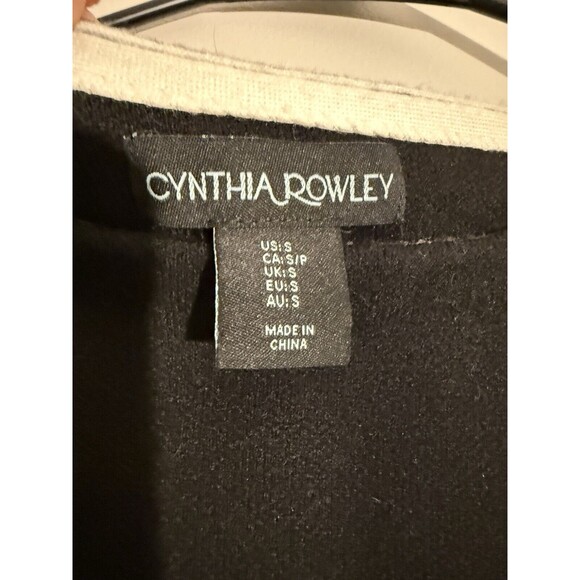 CYNTHIA ROWLEY
US: S
CA: S/P
UK: S
EU: S
AU: S
MADE IN
CHINA